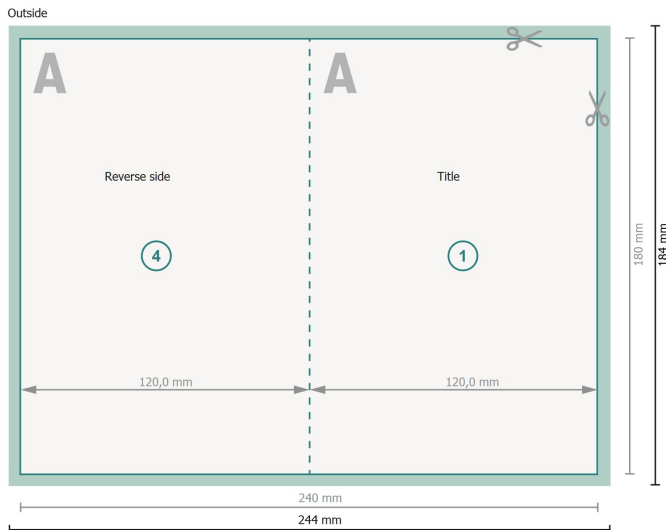 Outside
A
A
Reverse side
Title
4
1
120,0 mm
120,0 mm
180 mm
184 mm
240 mm
244 mm